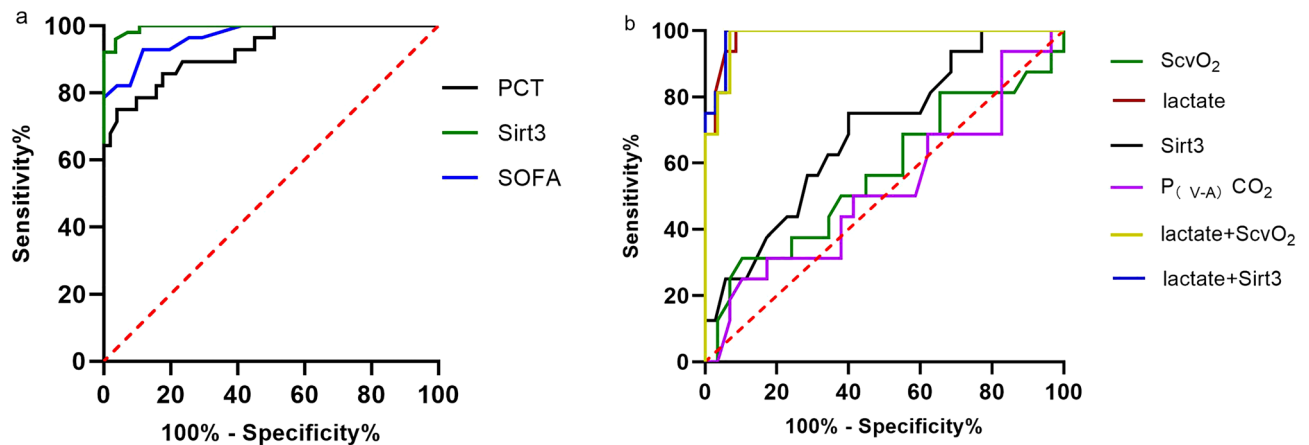 a
100
80
60
40
20
0
Sensitivity%
0 20 40 60 80 100
100% - Specificity%
PCT
Sirt3
SOFA
b
100
80
60
40
20
0
Sensitivity%
0 20 40 60 80 100
100% - Specificity%
ScvO₂
lactate
Sirt3
P( V-A) CO₂
lactate+ScvO₂
lactate+Sirt3